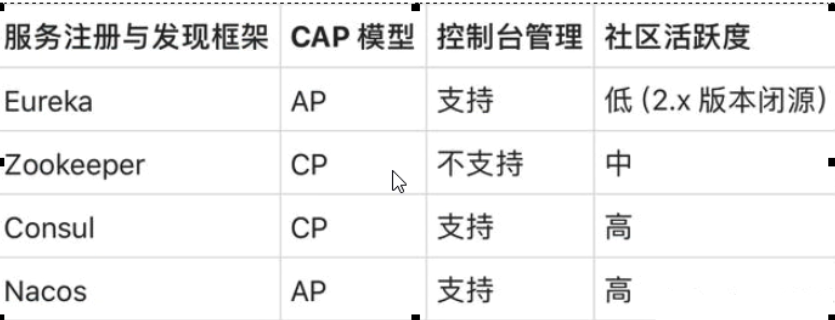 服务注册与发现框架 CAP 模型 控制台管理 社区活跃度
Eureka AP 支持 低 (2.x 版本闭源)
Zookeeper CP 不支持 中
Consul CP 支持 高
Nacos AP 支持 高